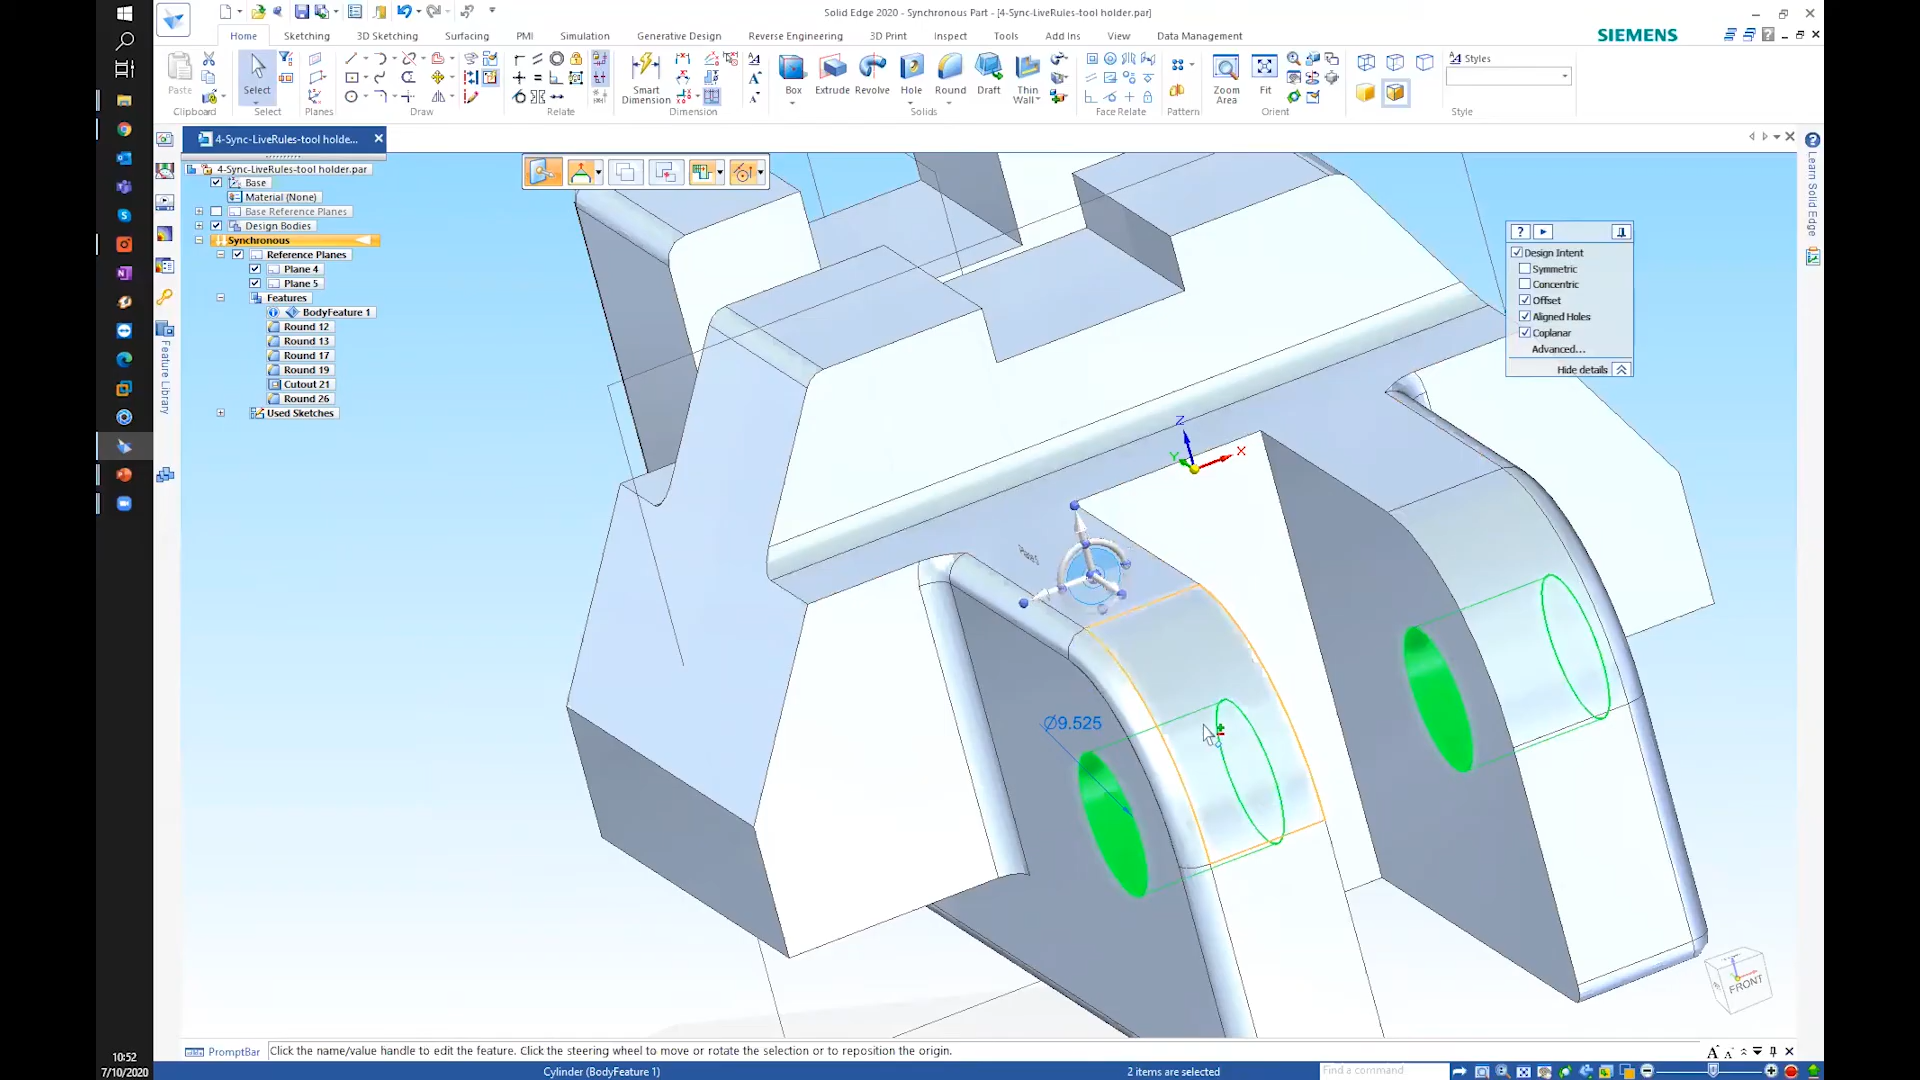 Solid Edge 2020 - Synchronous Part - [4-Sync-LiveRules-tool holder.par]
Home
Sketching
3D Sketching
Surfacing
PMI
Simulation
Generative Design
Reverse Engineering
3D Print
Inspect
Tools
Add Ins
View
Data Management
SIEMENS
Paste
Select
Smart
Dimension
Box
Extrude
Revolve
Hole
Round
Draft
Thin
Wall
Zoom
Area
Fit
Styles
Clipboard
Select
Planes
Draw
Relate
Dimension
Solids
Face Relate
Pattern
Orient
Style
4-Sync-LiveRules-tool holde...
4-Sync-LiveRules-tool holder.par
Base
Material (None)
Base Reference Planes
Design Bodies
Synchronous
Reference Planes
Plane 4
Plane 5
Features
BodyFeature 1
Round 12
Round 13
Round 17
Round 19
Cutout 21
Round 26
Used Sketches
Feature Library
Learn Solid Edge
Design Intent
Symmetric
Concentric
Offset
Aligned Holes
Coplanar
Advanced...
Hide details
Z
Y
X
Ø9.525
FRONT
PromptBar
Click the name/value handle to edit the feature. Click the steering wheel to move or rotate the selection or to reposition the origin.
Cylinder (BodyFeature 1)
2 items are selected
Find a command
10:52
7/10/2020